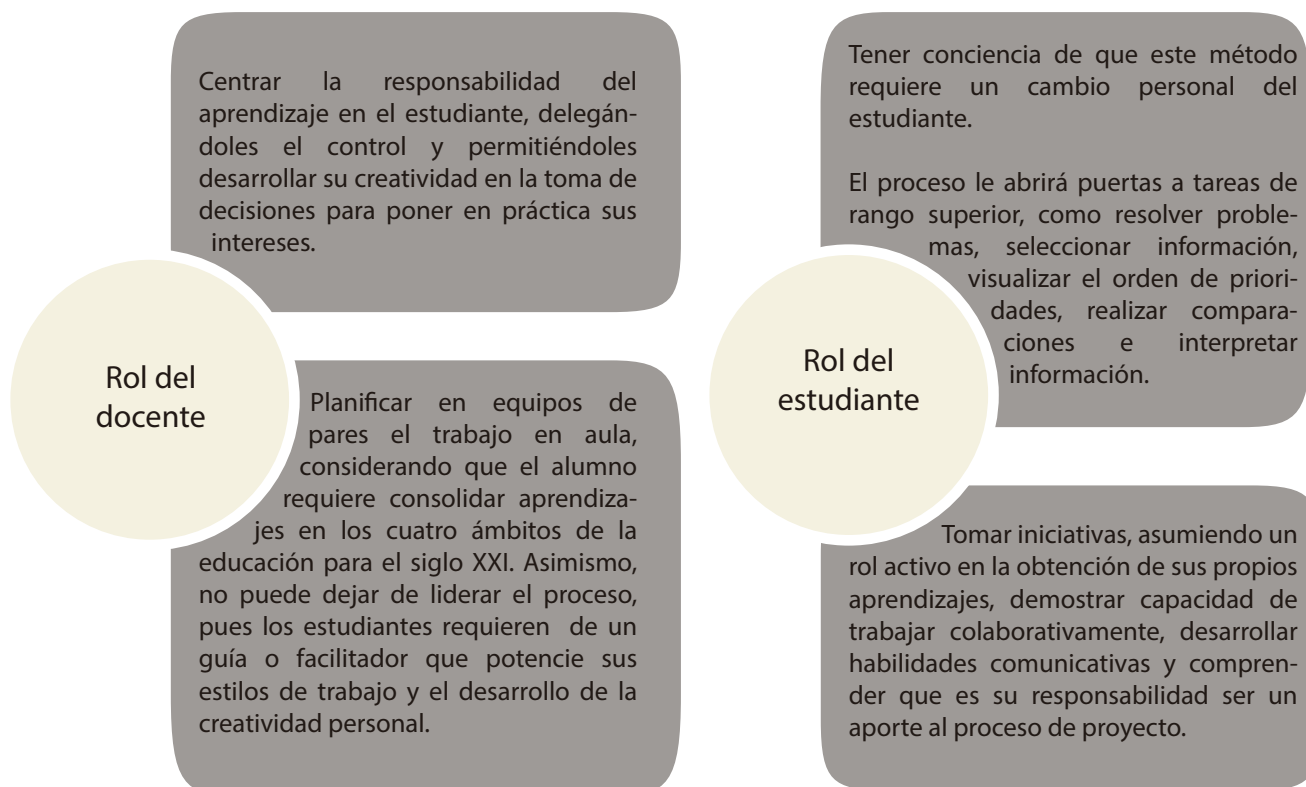 Centrar la responsabilidad del
aprendizaje en el estudiante, delegán-
doles el control y permitiéndoles
desarrollar su creatividad en la toma de
decisiones para poner en práctica sus
intereses.
Rol del
docente
Planificar en equipos de
pares el trabajo en aula,
considerando que el alumno
requiere consolidar aprendiza-
jes en los cuatro ámbitos de la
educación para el siglo XXI. Asimismo,
no puede dejar de liderar el proceso,
pues los estudiantes requieren de un
guía o facilitador que potencie sus
estilos de trabajo y el desarrollo de la
creatividad personal.
Tener conciencia de que este método
requiere un cambio personal del
estudiante.
El proceso le abrirá puertas a tareas de
rango superior, como resolver proble-
mas, seleccionar información,
visualizar el orden de priori-
dades, realizar compara-
ciones e interpretar
información.
Rol del
estudiante
Tomar iniciativas, asumiendo un
rol activo en la obtención de sus propios
aprendizajes, demostrar capacidad de
trabajar colaborativamente, desarrollar
habilidades comunicativas y compren-
der que es su responsabilidad ser un
aporte al proceso de proyecto.